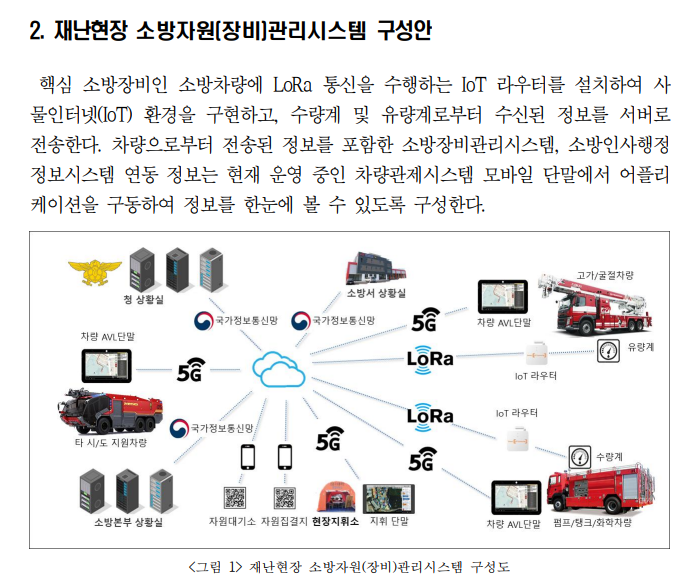 2. 재난현장 소방자원(장비)관리시스템 구성안
핵심 소방장비인 소방차량에 LoRa 통신을 수행하는 IoT 라우터를 설치하여 사
물인터넷(IoT) 환경을 구현하고, 수량계 및 유량계로부터 수신된 정보를 서버로
전송한다. 차량으로부터 전송된 정보를 포함한 소방장비관리시스템, 소방인사행정
정보시스템 연동 정보는 현재 운영 중인 차량관제시스템 모바일 단말에서 어플리
케이션을 구동하여 정보를 한눈에 볼 수 있도록 구성한다.
청 상황실
소방서 상황실
고가/굴절차량
국가정보통신망
국가정보통신망
5G
차량 AVL단말
유량계
차량 AVL단말
5G
LoRa
IoT 라우터
타 시/도 지원차량
국가정보통신망
LoRa
IoT 라우터
5G
5G
수량계
소방본부 상황실
자원대기소
자원집결지
현장지휘소
지휘 단말
차량 AVL단말
펌프/탱크/화학차량
<그림 1> 재난현장 소방자원(장비)관리시스템 구성도